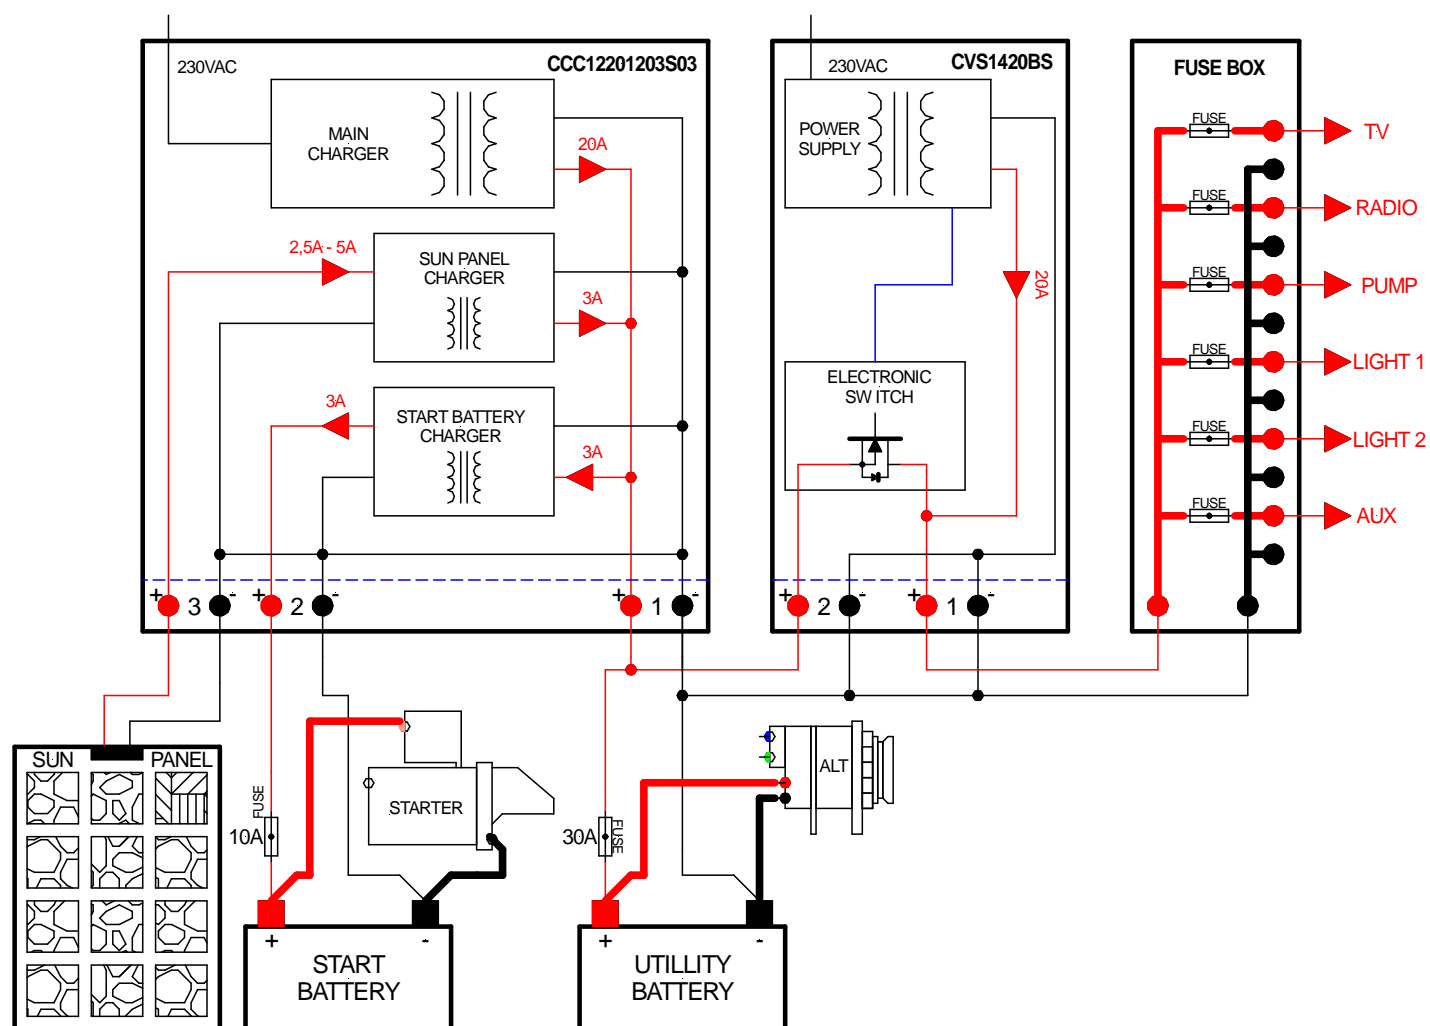 230VAC
CCC12201203S03
MAIN
CHARGER
20A
2,5A - 5A
SUN PANEL
CHARGER
3A
3A
START BATTERY
CHARGER
3A
+ 3 -
+ 2 -
+ 1 -
230VAC
CVS1420BS
POWER
SUPPLY
20A
ELECTRONIC
SW ITCH
+ 2 -
+ 1 -
FUSE BOX
FUSE
TV
FUSE
RADIO
FUSE
PUMP
FUSE
LIGHT 1
FUSE
LIGHT 2
FUSE
AUX
SUN PANEL
FUSE
10A
STARTER
30A
FUSE
ALT
+ -
START
BATTERY
+ -
UTILLITY
BATTERY